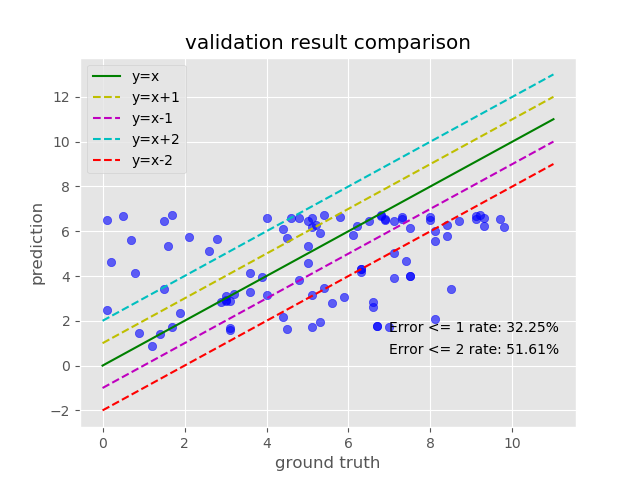 validation result comparison
y=x
y=x+1
y=x-1
y=x+2
y=x-2
12
10
8
6
4
2
0
−2
prediction
Error <= 1 rate: 32.25%
Error <= 2 rate: 51.61%
0 2 4 6 8 10
ground truth